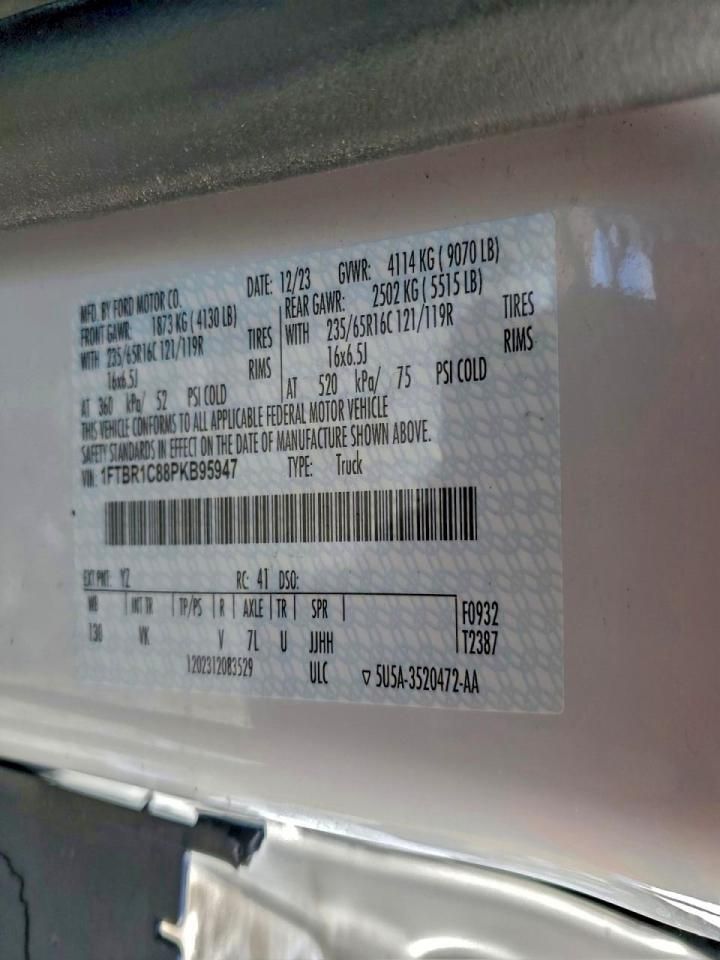 MFD. BY FORD MOTOR CO. DATE: 12/23 GVWR: 4114 KG ( 9070 LB)
FRONT GAWR: 1873 KG ( 4130 LB) REAR GAWR: 2502 KG ( 5515 LB)
WITH 235/65R16C 121/119R TIRES WITH 235/65R16C 121/119R TIRES
16x6.5J RIMS 16x6.5J RIMS
AT 360 kPa/ 52 PSI COLD AT 520 kPa/ 75 PSI COLD
THIS VEHICLE CONFORMS TO ALL APPLICABLE FEDERAL MOTOR VEHICLE
SAFETY STANDARDS IN EFFECT ON THE DATE OF MANUFACTURE SHOWN ABOVE.
VIN: 1FTBR1C88PKB95947 TYPE: Truck
EXT PNT: YZ RC: 41 DSO:
WB INT TR TP/PS R AXLE TR SPR F0932
130 VK V 7L U JJHH T2387
1202312083529 ULC ▽ 5U5A-3520472-AA